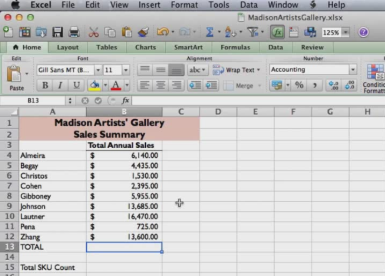 Excel File Edit View Insert Format Tools Data Window
MadisonArtistsGallery.xlsx
125%
Home Layout Tables Charts SmartArt Formulas Data Review
Edit Font Alignment Number
Gill Sans MT (B... 11 abc Wrap Text Accounting
Paste B I U A Merge % Conditio
Formatt
B13 fx
A B C D E F G H
1 Madison Artists' Gallery
2 Sales Summary
3 Total Annual Sales
4 Almeira $ 6,140.00
5 Begay $ 4,435.00
6 Christos $ 1,530.00
7 Cohen $ 2,395.00
8 Gibboney $ 5,955.00
9 Johnson $ 13,685.00
10 Lautner $ 16,470.00
11 Pena $ 725.00
12 Zhang $ 13,600.00
13 TOTAL
14
15 Total SKU Count